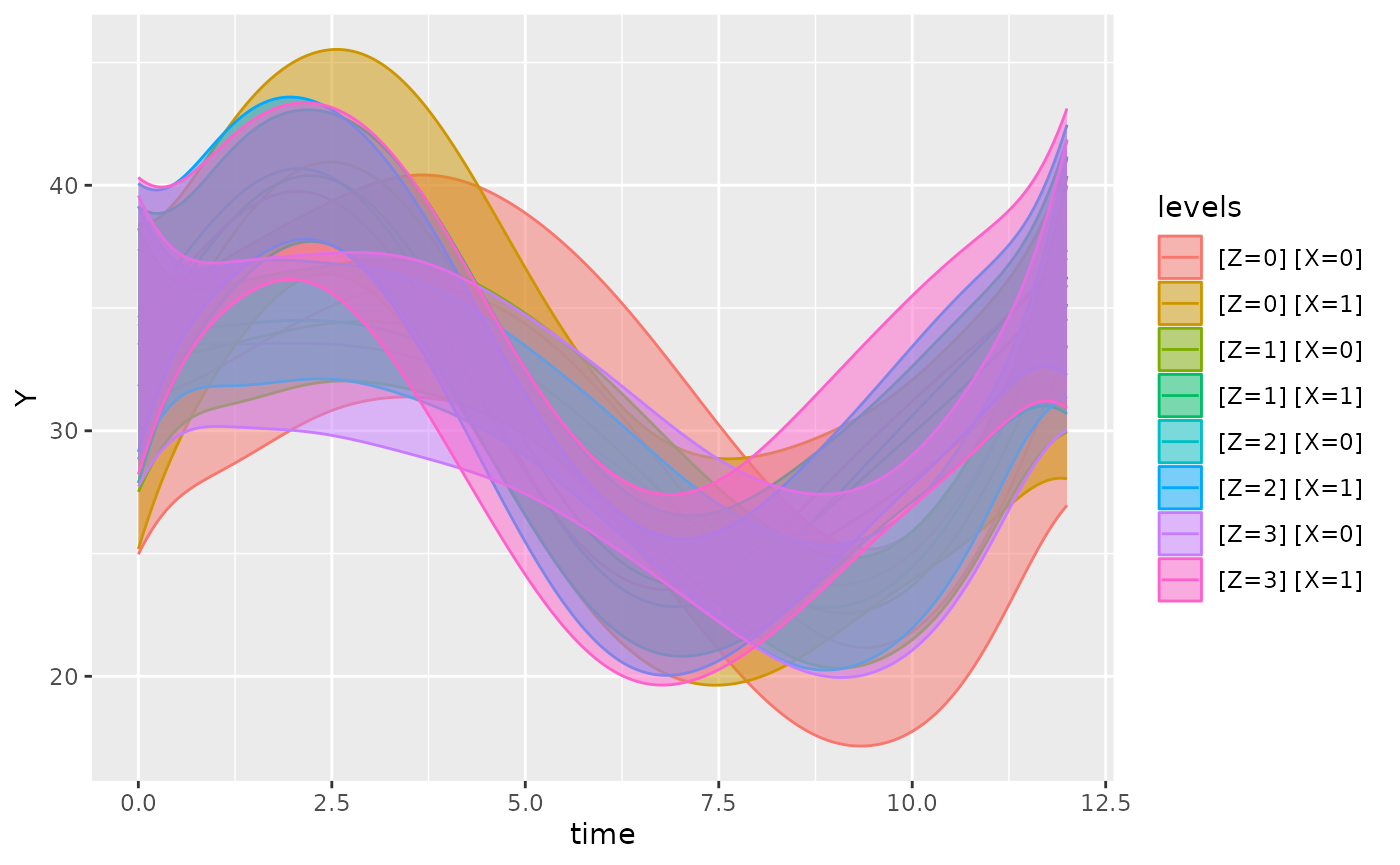 Y
40
30
20
0.0 2.5 5.0 7.5 10.0 12.5
time
levels
[Z=0] [X=0]
[Z=0] [X=1]
[Z=1] [X=0]
[Z=1] [X=1]
[Z=2] [X=0]
[Z=2] [X=1]
[Z=3] [X=0]
[Z=3] [X=1]